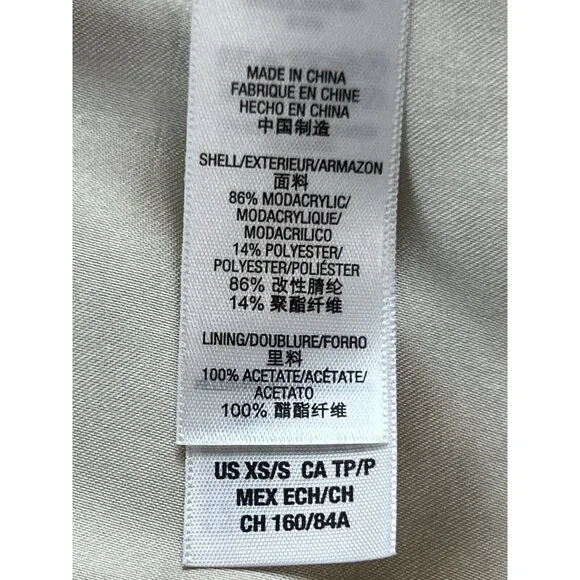 MADE IN CHINA
FABRIQUE EN CHINE
HECHO EN CHINA
中国制造
SHELL/EXTERIEUR/ARMAZON
面料
86% MODACRYLIC/
MODACRYLIQUE/
MODACRILICO
14% POLYESTER/
POLYESTER/POLIÉSTER
86% 改性腈纶
14% 聚酯纤维
LINING/DOUBLURE/FORRO
里料
100% ACETATE/ACÉTATE/
ACETATO
100% 醋酯纤维
US XS/S CA TP/P
MEX ECH/CH
CH 160/84A